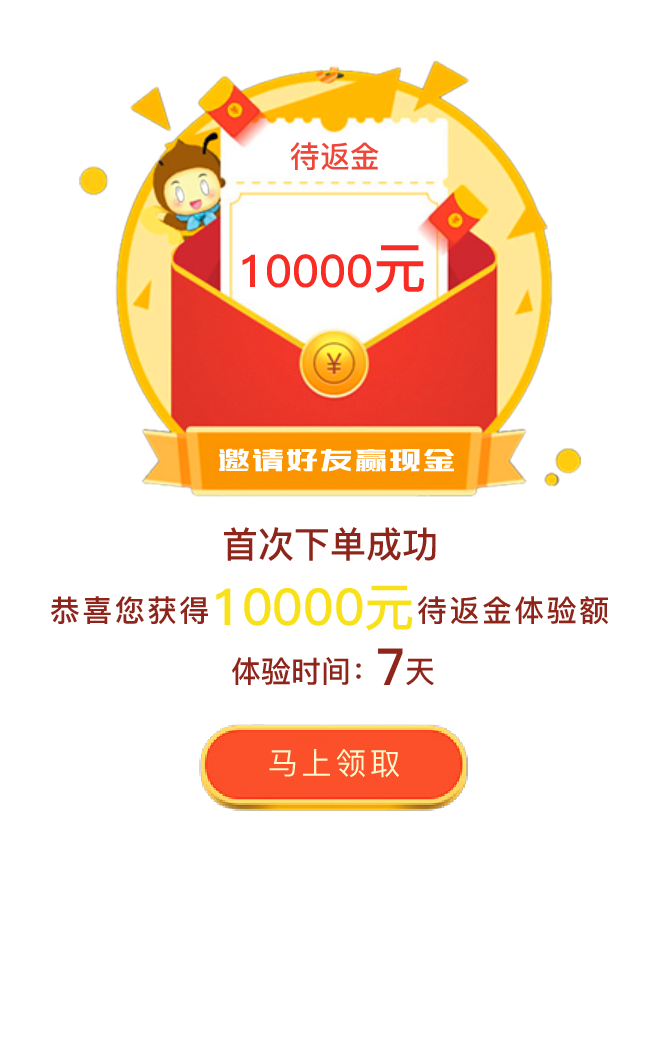 待返金
10000元
¥
邀请好友赢现金
首次下单成功
恭喜您获得10000元待返金体验额
体验时间：7天
马上领取